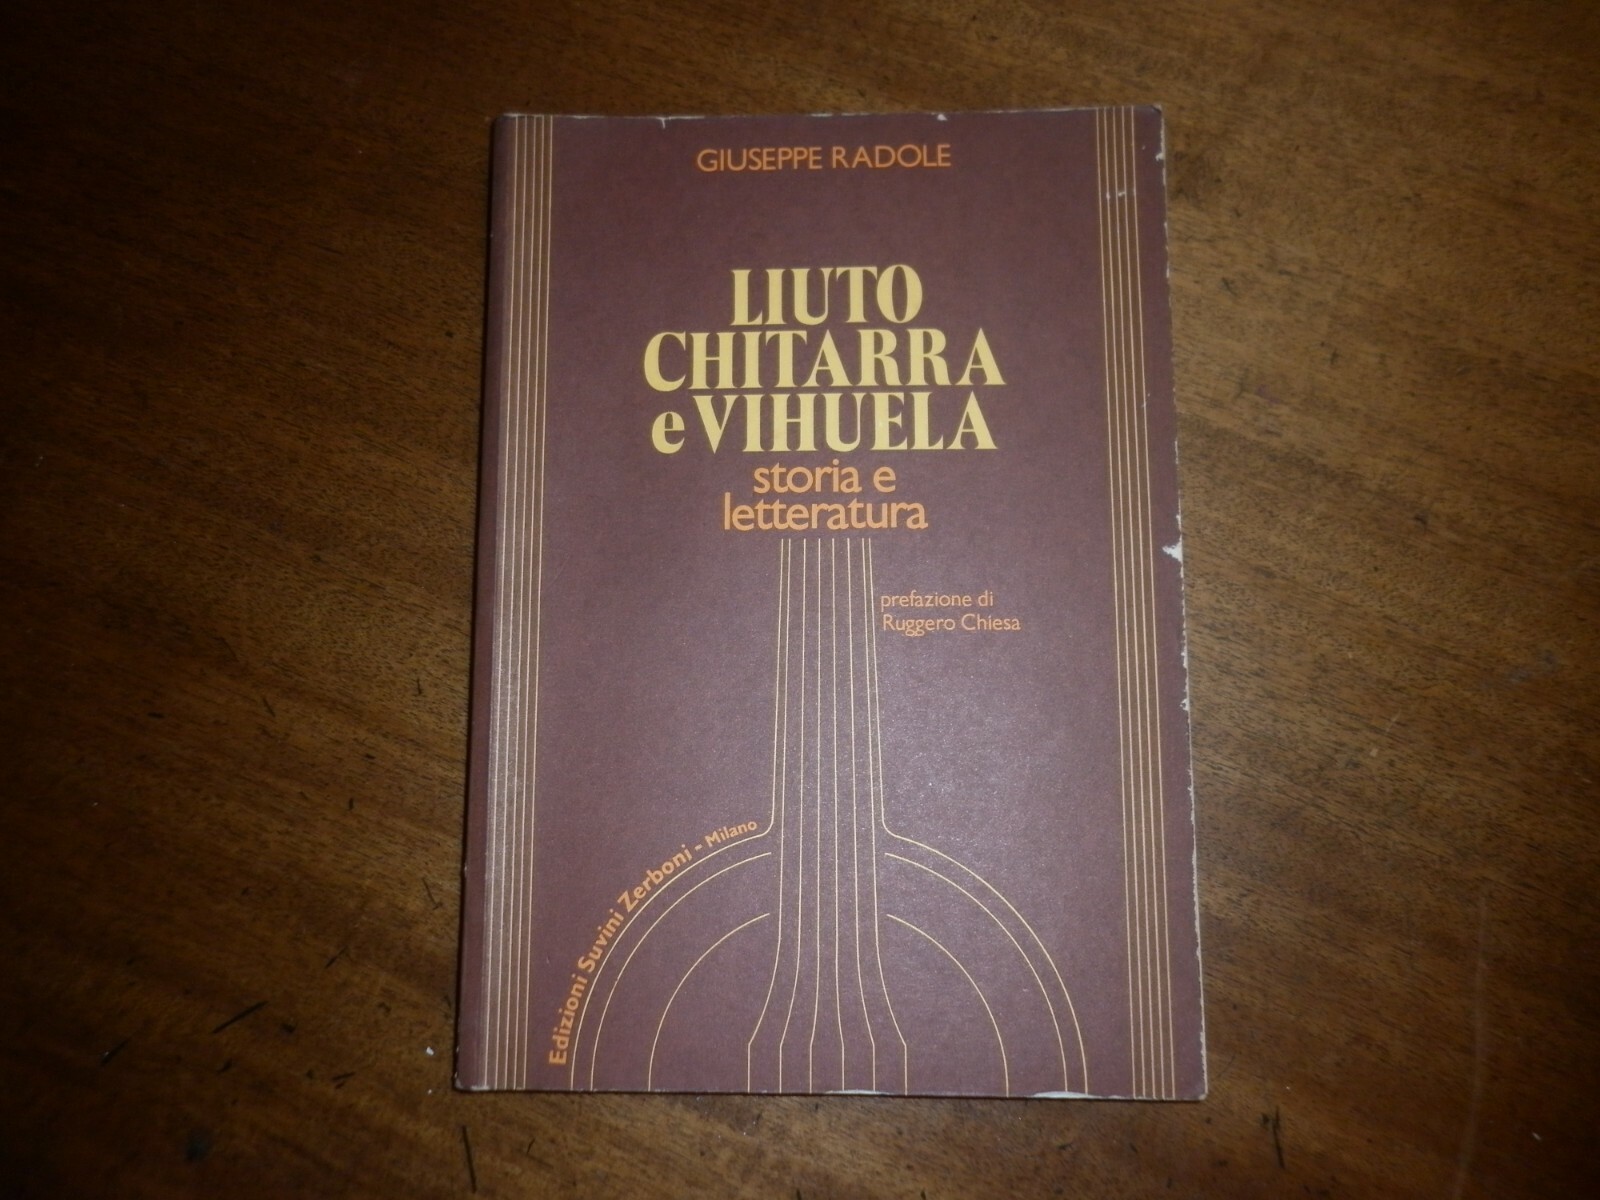 GIUSEPPE RADOLE
LIUTO
CHITARRA
e VIHUELA
storia e
letteratura
prefazione di
Ruggero Chiesa
Edizioni Suvini Zerboni - Milano